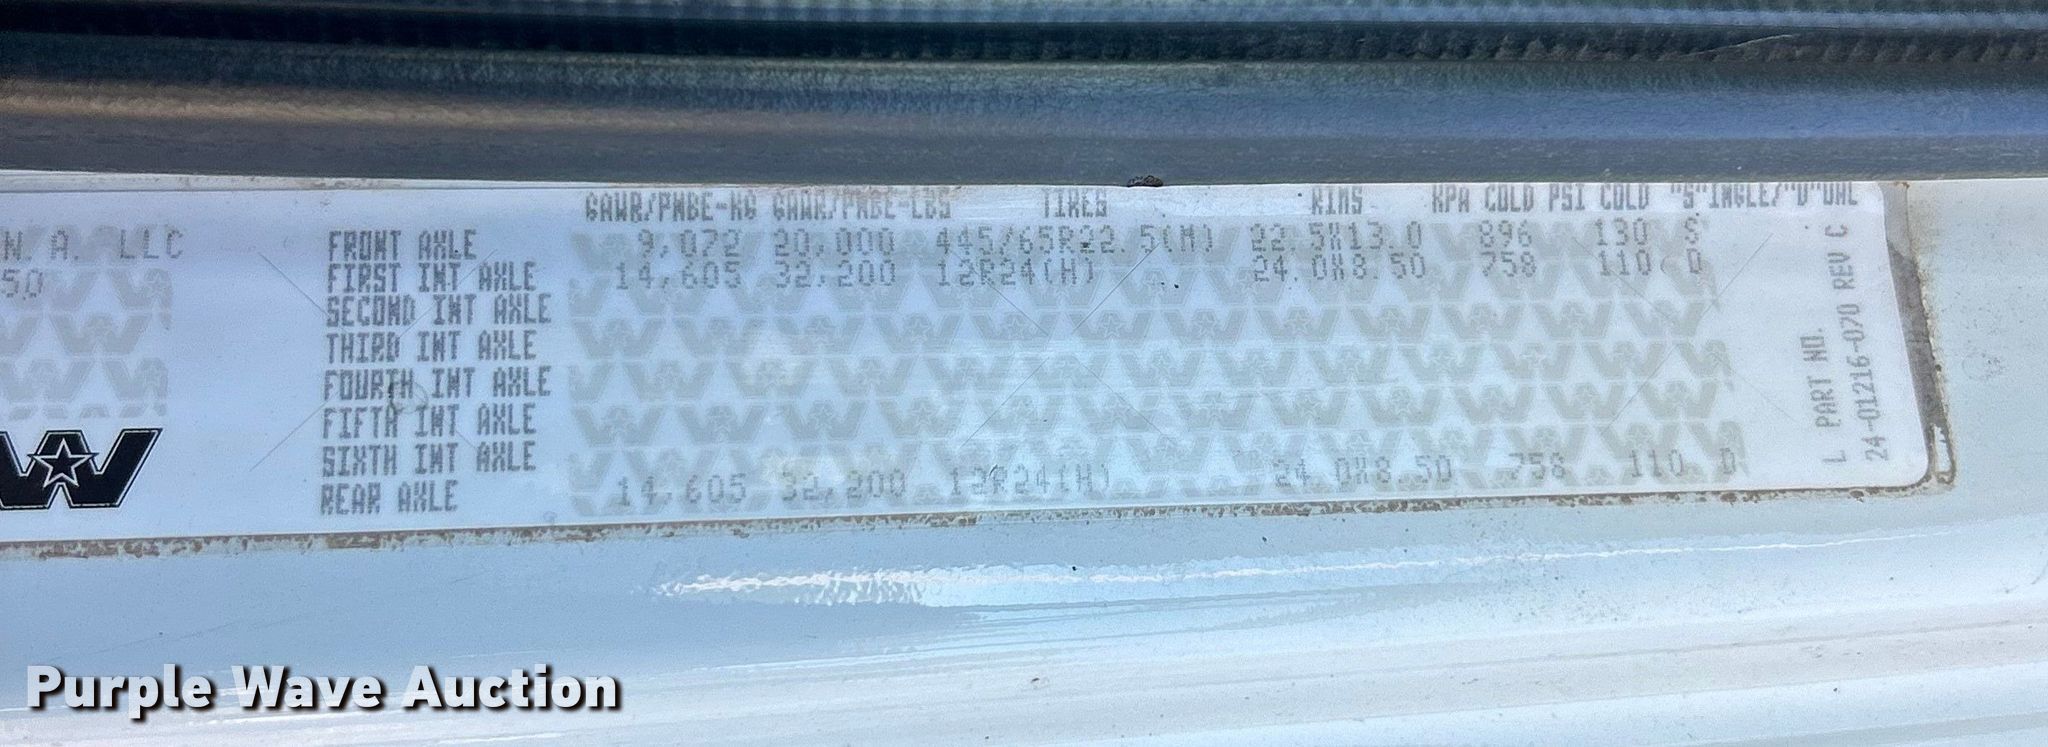 GAWR/PNBE-KG GAWR/PNBE-LBS TIRES RIMS KPA COLD PSI COLD "S"INGLE/"D"UAL
N.A. LLC FRONT AXLE 9,072 20,000 445/65R22.5(M) 22.5X13.0 896 130 S
50 FIRST INT AXLE 14,605 32,200 12R24(H) 24.0X8.50 758 110 D
SECOND INT AXLE
THIRD INT AXLE
FOURTH INT AXLE
FIFTH INT AXLE
SIXTH INT AXLE
REAR AXLE 14,605 32,200 12R24(H) 24.0X8.50 758 110 D
L PART NO.
24-01216-070 REV C
Purple Wave Auction